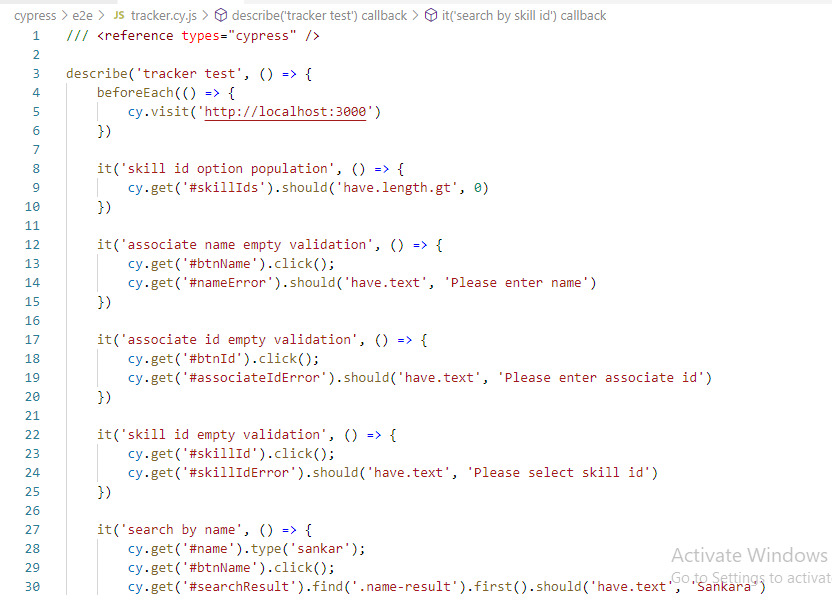 cypress > e2e > JS tracker.cy.js > describe('tracker test') callback > it('search by skill id') callback
1 /// <reference types="cypress" />
2
3 describe('tracker test', () => {
4 beforeEach(() => {
5 cy.visit('http://localhost:3000')
6 })
7
8 it('skill id option population', () => {
9 cy.get('#skillIds').should('have.length.gt', 0)
10 })
11
12 it('associate name empty validation', () => {
13 cy.get('#btnName').click();
14 cy.get('#nameError').should('have.text', 'Please enter name')
15 })
16
17 it('associate id empty validation', () => {
18 cy.get('#btnId').click();
19 cy.get('#associateIdError').should('have.text', 'Please enter associate id')
20 })
21
22 it('skill id empty validation', () => {
23 cy.get('#skillId').click();
24 cy.get('#skillIdError').should('have.text', 'Please select skill id')
25 })
26
27 it('search by name', () => {
28 cy.get('#name').type('sankar');
29 cy.get('#btnName').click();
30 cy.get('#searchResult').find('.name-result').first().should('have.text', 'Sankara')
Activate Windows
Go to Settings to activat